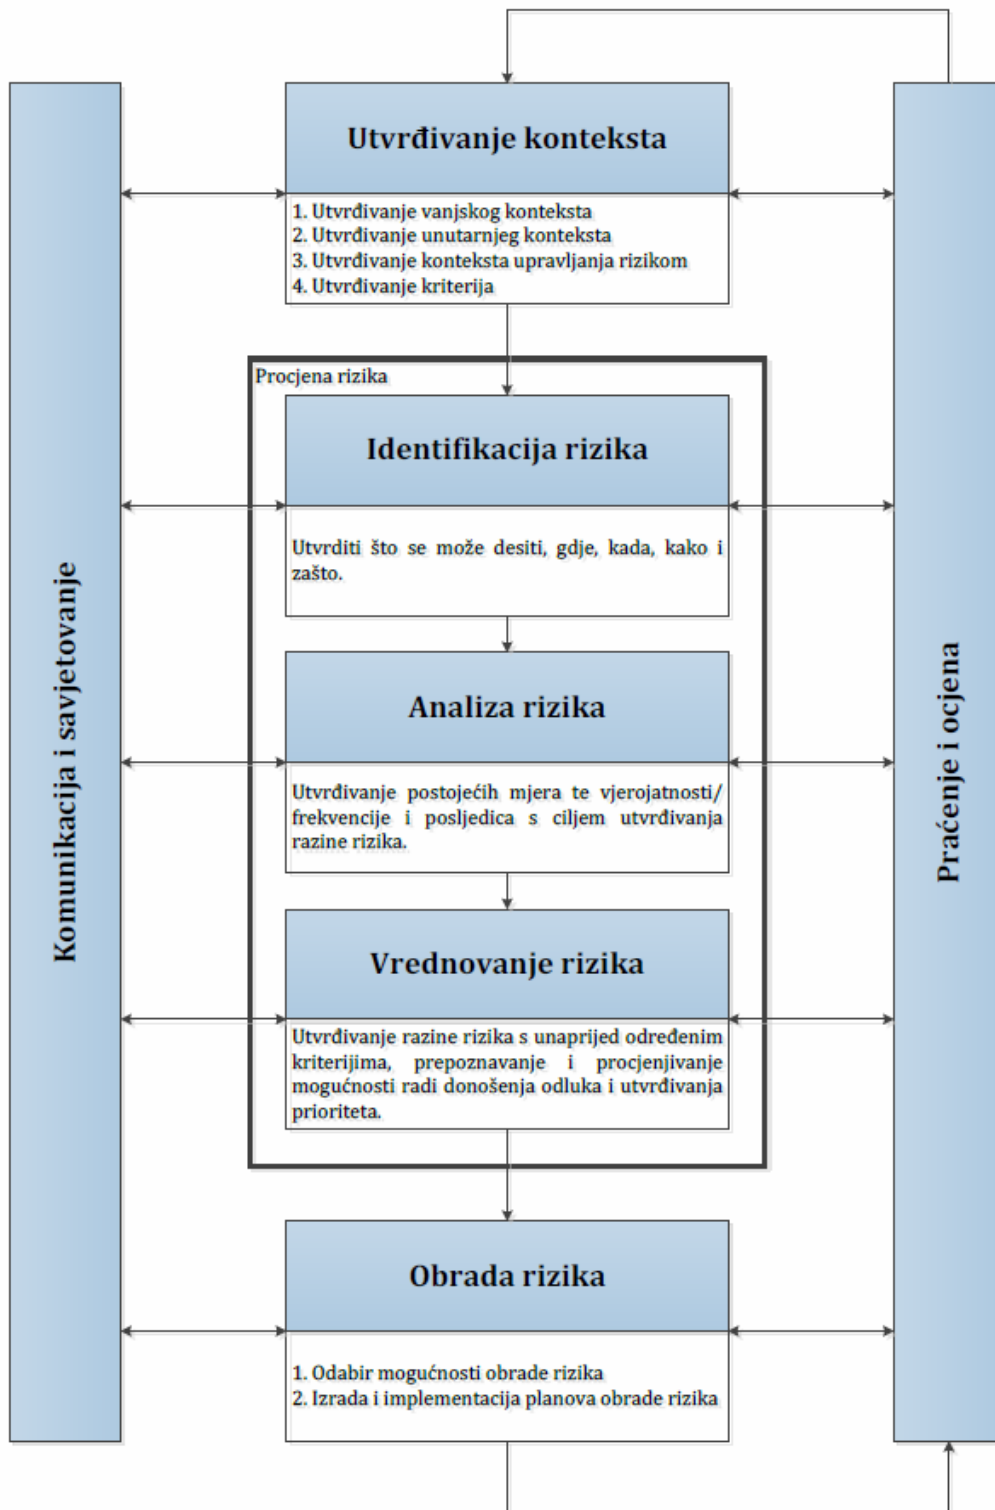 Utvrđivanje konteksta
1. Utvrđivanje vanjskog konteksta
2. Utvrđivanje unutarnjeg konteksta
3. Utvrđivanje konteksta upravljanja rizikom
4. Utvrđivanje kriterija
Procjena rizika
Identifikacija rizika
Utvrditi što se može desiti, gdje, kada, kako i
zašto.
Analiza rizika
Utvrđivanje postojećih mjera te vjerojatnosti/
frekvencije i posljedica s ciljem utvrđivanja
razine rizika.
Vrednovanje rizika
Utvrđivanje razine rizika s unaprijed određenim
kriterijima, prepoznavanje i procjenjivanje
mogućnosti radi donošenja odluka i utvrđivanja
prioriteta.
Obrada rizika
1. Odabir mogućnosti obrade rizika
2. Izrada i implementacija planova obrade rizika
Komunikacija i savjetovanje
Praćenje i ocjena